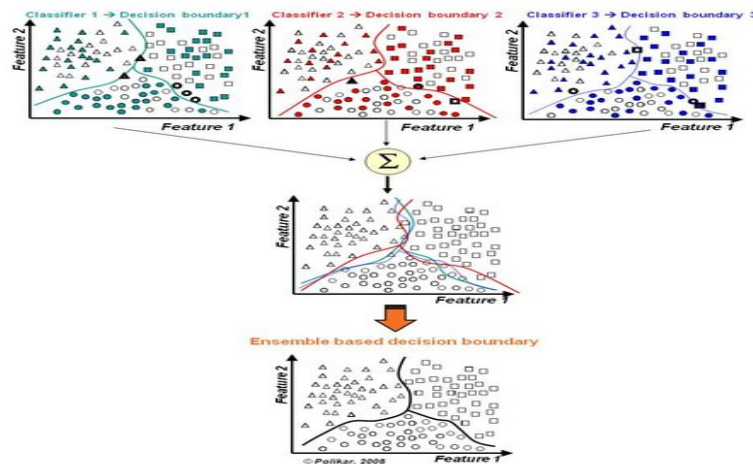 Classifier 1 → Decision boundary1
Classifier 2 → Decision boundary 2
Classifier 3 → Decision boundary 3
Feature 2
Feature 1
Feature 2
Feature 1
Feature 2
Feature 1
Σ
Feature 2
Feature 1
Ensemble based decision boundary
Feature 2
Feature 1
© Polikar, 2008